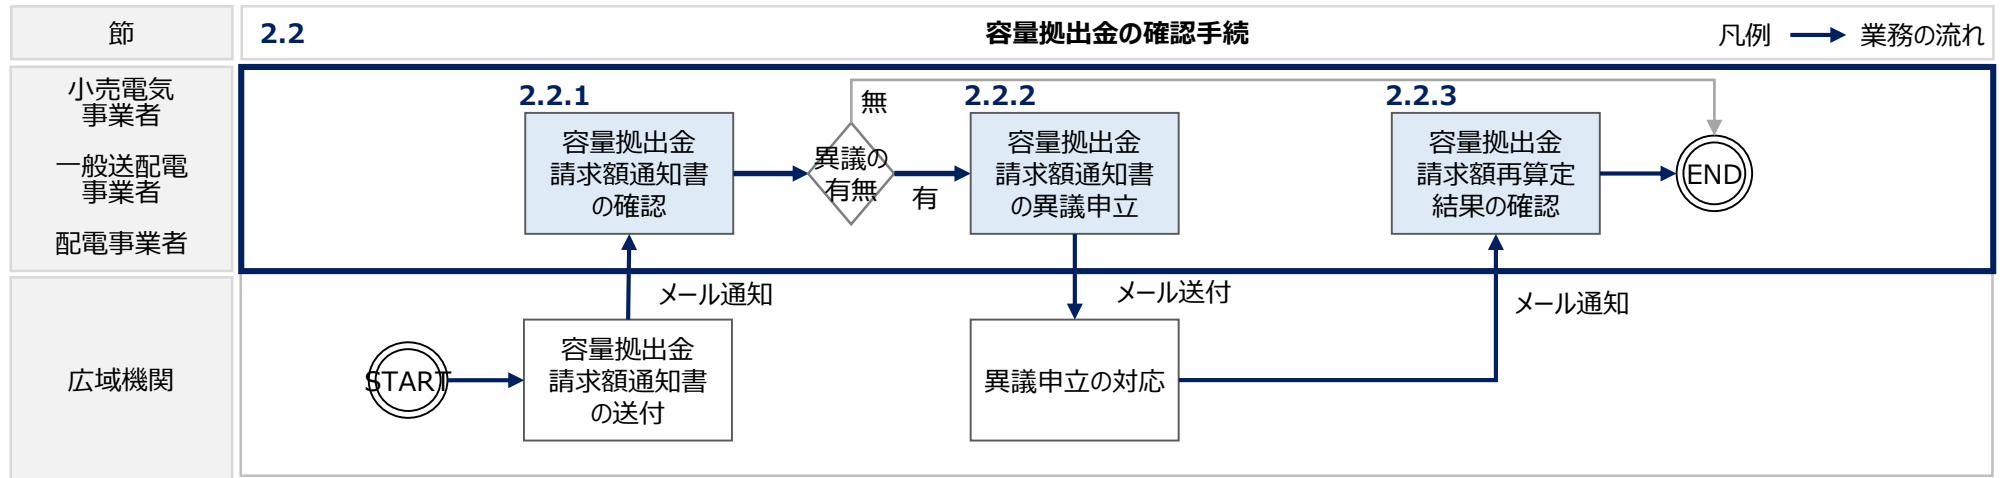 節
2.2
容量拠出金の確認手続
凡例
業務の流れ
小売電気
事業者
一般送配電
事業者
配電事業者
2.2.1
容量拠出金
請求額通知書
の確認
異議の
有無
無
有
2.2.2
容量拠出金
請求額通知書
の異議申立
2.2.3
容量拠出金
請求額再算定
結果の確認
END
メール通知
メール送付
メール通知
広域機関
START
容量拠出金
請求額通知書
の送付
異議申立の対応